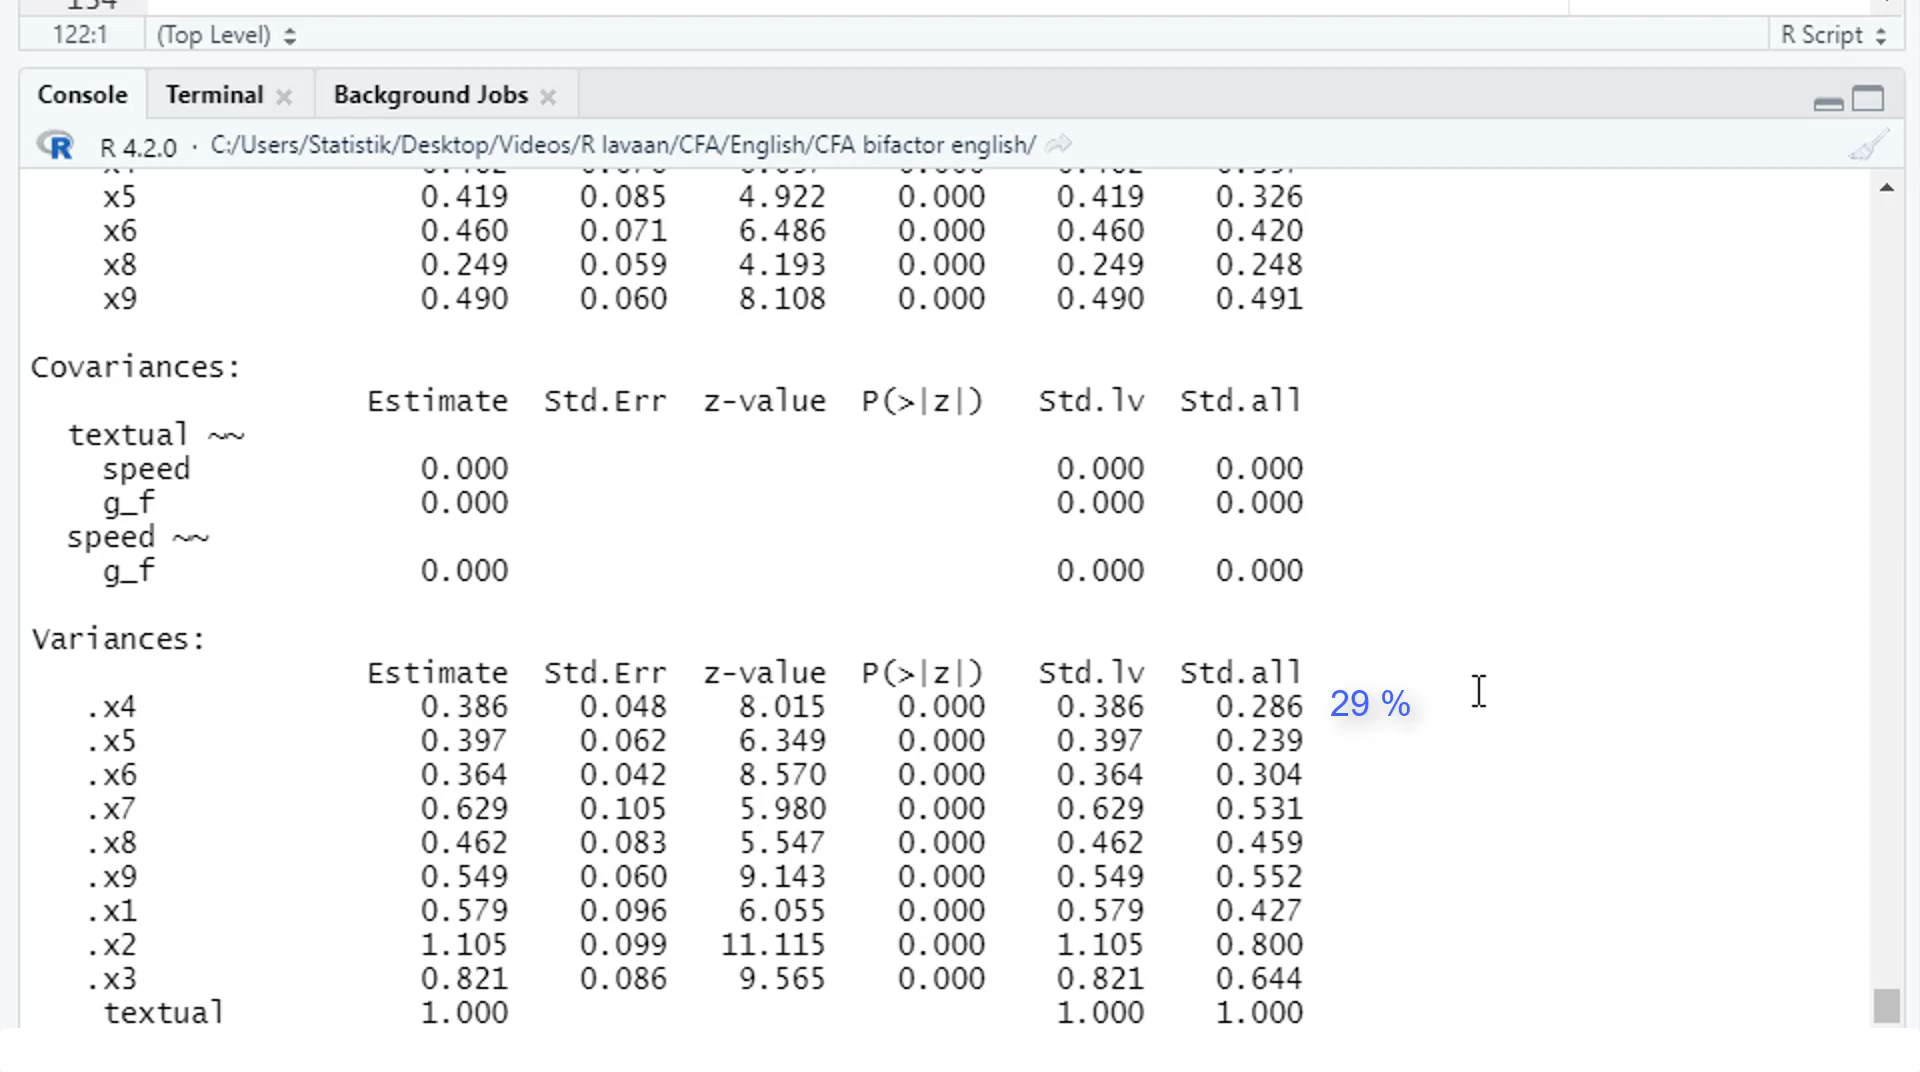 122:1 (Top Level) R Script
Console Terminal Background Jobs
R 4.2.0 · C:/Users/Statistik/Desktop/Videos/R lavaan/CFA/English/CFA bifactor english/
x5 0.419 0.085 4.922 0.000 0.419 0.326
x6 0.460 0.071 6.486 0.000 0.460 0.420
x8 0.249 0.059 4.193 0.000 0.249 0.248
x9 0.490 0.060 8.108 0.000 0.490 0.491
Covariances:
Estimate Std.Err z-value P(>|z|) Std.lv Std.all
textual ~~
speed 0.000 0.000 0.000
g_f 0.000 0.000 0.000
speed ~~
g_f 0.000 0.000 0.000
Variances:
Estimate Std.Err z-value P(>|z|) Std.lv Std.all
.x4 0.386 0.048 8.015 0.000 0.386 0.286 29 %
.x5 0.397 0.062 6.349 0.000 0.397 0.239
.x6 0.364 0.042 8.570 0.000 0.364 0.304
.x7 0.629 0.105 5.980 0.000 0.629 0.531
.x8 0.462 0.083 5.547 0.000 0.462 0.459
.x9 0.549 0.060 9.143 0.000 0.549 0.552
.x1 0.579 0.096 6.055 0.000 0.579 0.427
.x2 1.105 0.099 11.115 0.000 1.105 0.800
.x3 0.821 0.086 9.565 0.000 0.821 0.644
textual 1.000 1.000 1.000